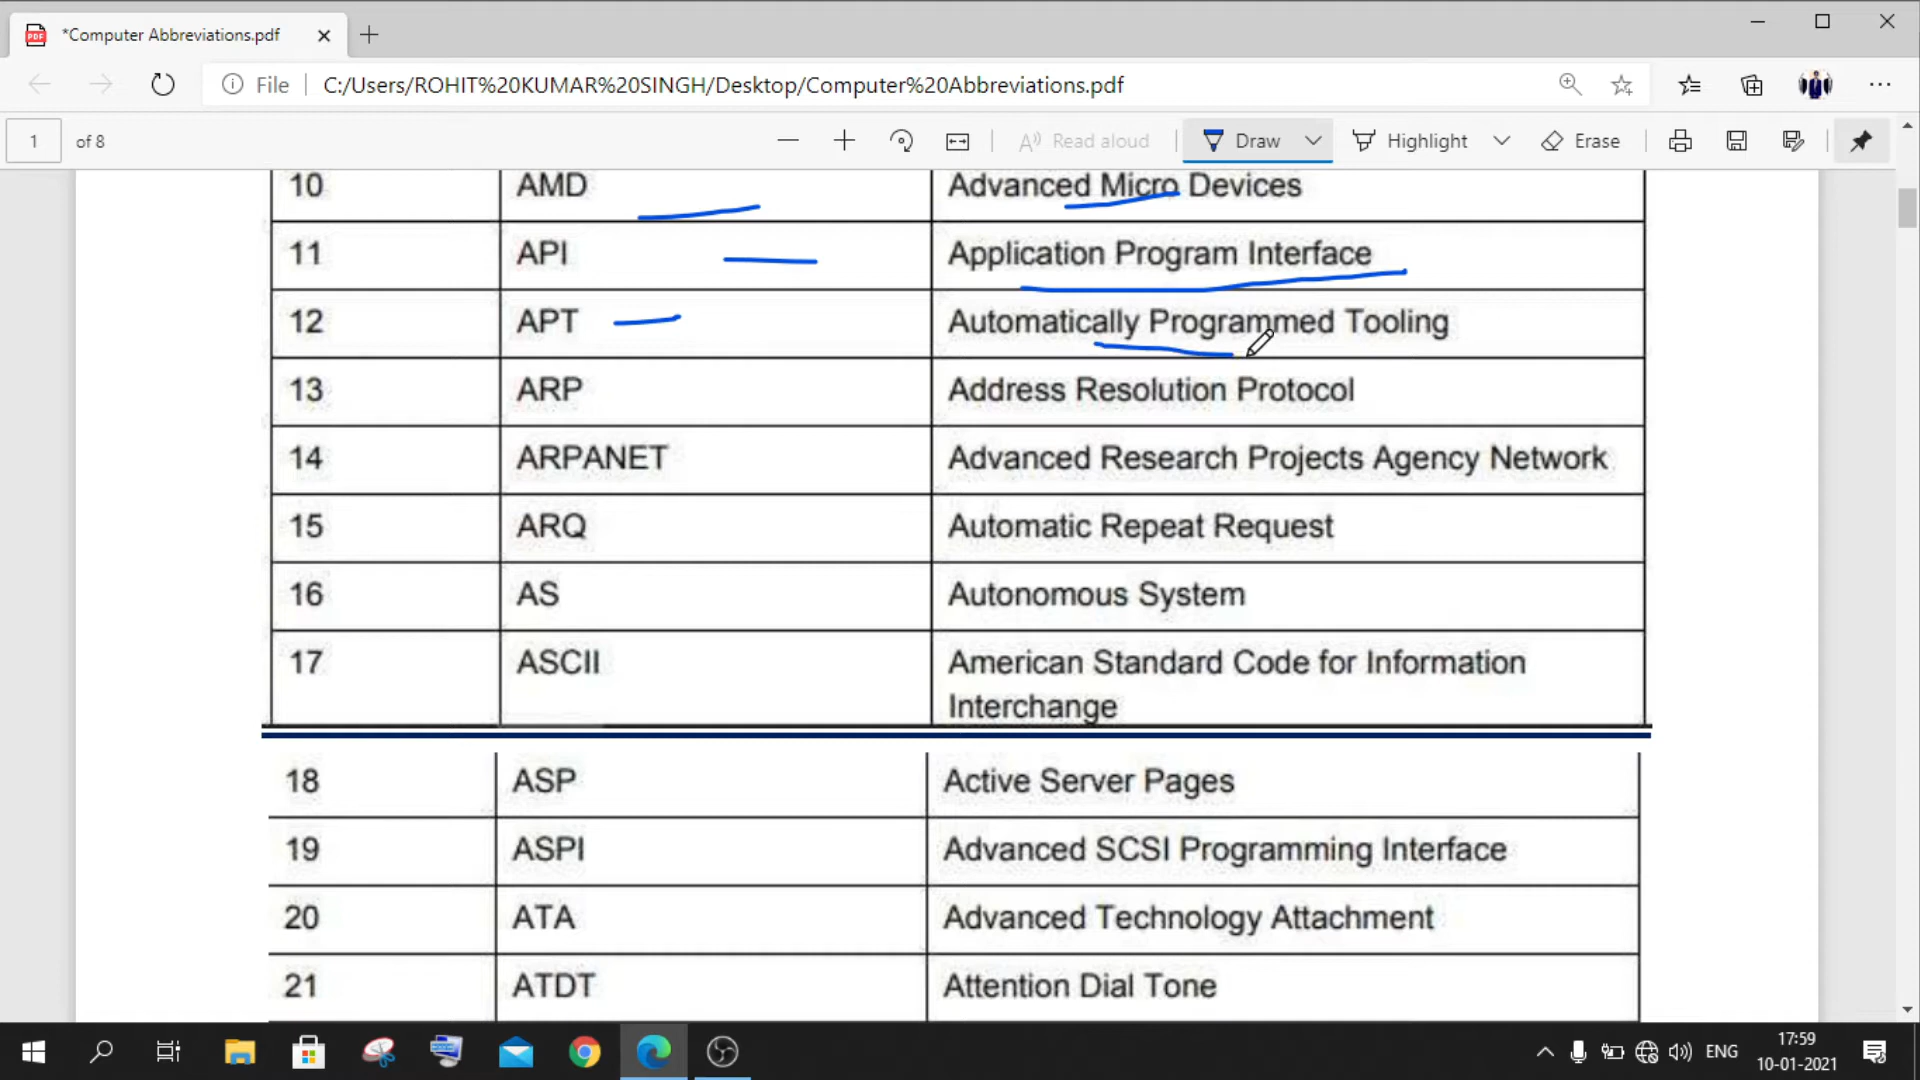 *Computer Abbreviations.pdf
File
C:/Users/ROHIT%20KUMAR%20SINGH/Desktop/Computer%20Abbreviations.pdf
1 of 8
Read aloud
Draw
Highlight
Erase
10 AMD Advanced Micro Devices
11 API Application Program Interface
12 APT Automatically Programmed Tooling
13 ARP Address Resolution Protocol
14 ARPANET Advanced Research Projects Agency Network
15 ARQ Automatic Repeat Request
16 AS Autonomous System
17 ASCII American Standard Code for Information
Interchange
18 ASP Active Server Pages
19 ASPI Advanced SCSI Programming Interface
20 ATA Advanced Technology Attachment
21 ATDT Attention Dial Tone
ENG
17:59
10-01-2021